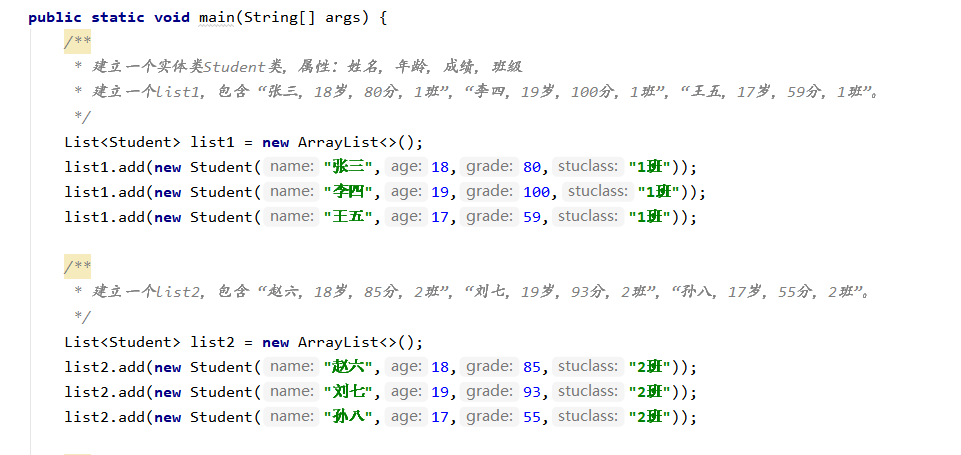 public static void main(String[] args) {
/**
* 建立一个实体类Student类，属性：姓名，年龄，成绩，班级
* 建立一个list1，包含“张三，18岁，80分，1班”，“李四，19岁，100分，1班”，“王五，17岁，59分，1班”。
*/
List<Student> list1 = new ArrayList<>();
list1.add(new Student( name: "张三", age: 18, grade: 80, stuclass: "1班"));
list1.add(new Student( name: "李四", age: 19, grade: 100, stuclass: "1班"));
list1.add(new Student( name: "王五", age: 17, grade: 59, stuclass: "1班"));
/**
* 建立一个list2，包含“赵六，18岁，85分，2班”，“刘七，19岁，93分，2班”，“孙八，17岁，55分，2班”。
*/
List<Student> list2 = new ArrayList<>();
list2.add(new Student( name: "赵六", age: 18, grade: 85, stuclass: "2班"));
list2.add(new Student( name: "刘七", age: 19, grade: 93, stuclass: "2班"));
list2.add(new Student( name: "孙八", age: 17, grade: 55, stuclass: "2班"));